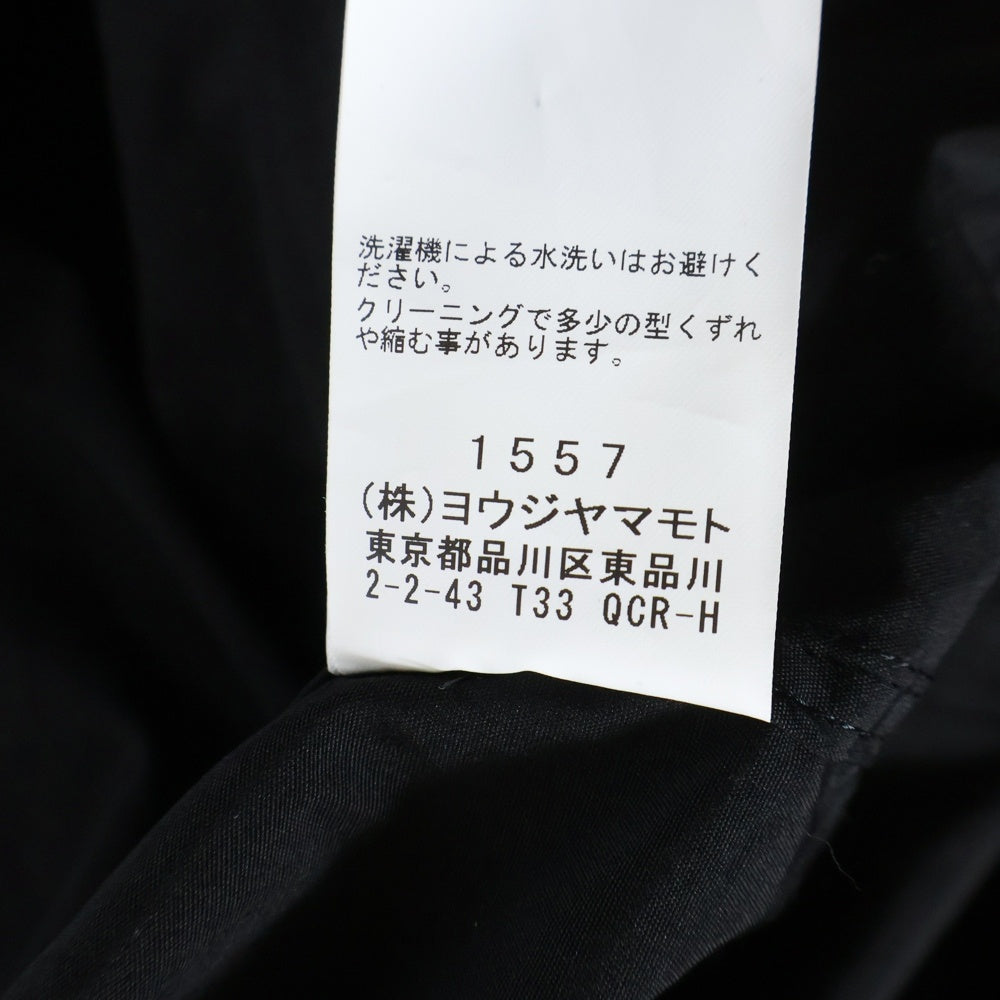 洗濯機による水洗いはお避けく
ださい。
クリーニングで多少の型くずれ
や縮む事があります。
1557
(株)ヨウジヤマモト
東京都品川区東品川
2-2-43 T33 QCR-H